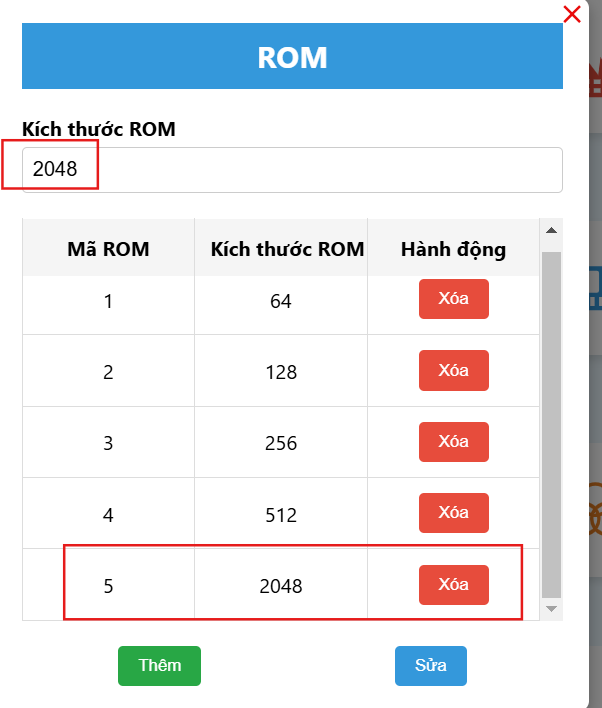 ROM
Kích thước ROM
2048
Mã ROM Kích thước ROM Hành động
1 64 Xóa
2 128 Xóa
3 256 Xóa
4 512 Xóa
5 2048 Xóa
Thêm Sửa